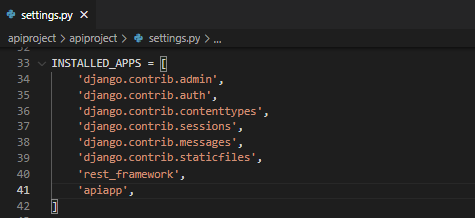 settings.py ×
apiproject > apiproject > settings.py > ...
33 INSTALLED_APPS = [
34 'django.contrib.admin',
35 'django.contrib.auth',
36 'django.contrib.contenttypes',
37 'django.contrib.sessions',
38 'django.contrib.messages',
39 'django.contrib.staticfiles',
40 'rest_framework',
41 'apiapp',
42 ]